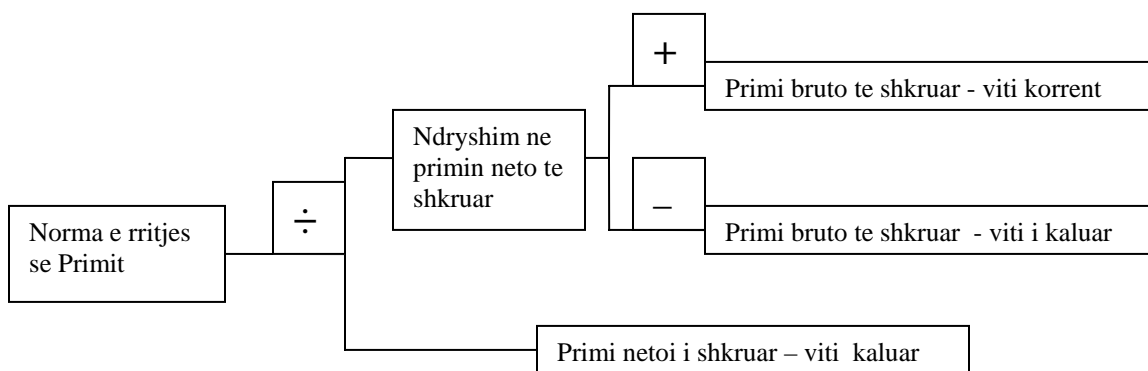 +
Primi bruto te shkruar - viti korrent
Ndryshim ne
primin neto te
shkruar
÷
–
Norma e rritjes
se Primit
Primi bruto te shkruar - viti i kaluar
Primi netoi i shkruar – viti kaluar